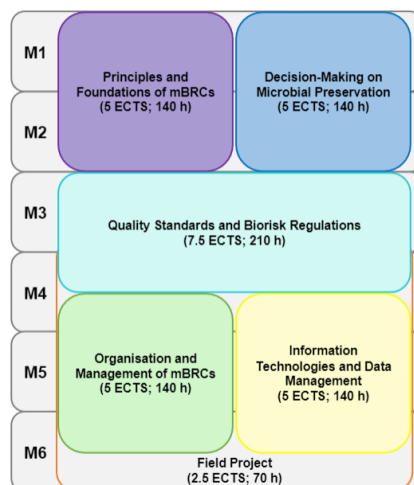 M1
Principles and
Foundations of mBRCs
(5 ECTS; 140 h)
Decision-Making on
Microbial Preservation
(5 ECTS; 140 h)
M2
M3
Quality Standards and Biorisk Regulations
(7.5 ECTS; 210 h)
M4
Organisation and
Management of mBRCs
(5 ECTS; 140 h)
Information
Technologies and Data
Management
(5 ECTS; 140 h)
M5
M6
Field Project
(2.5 ECTS; 70 h)